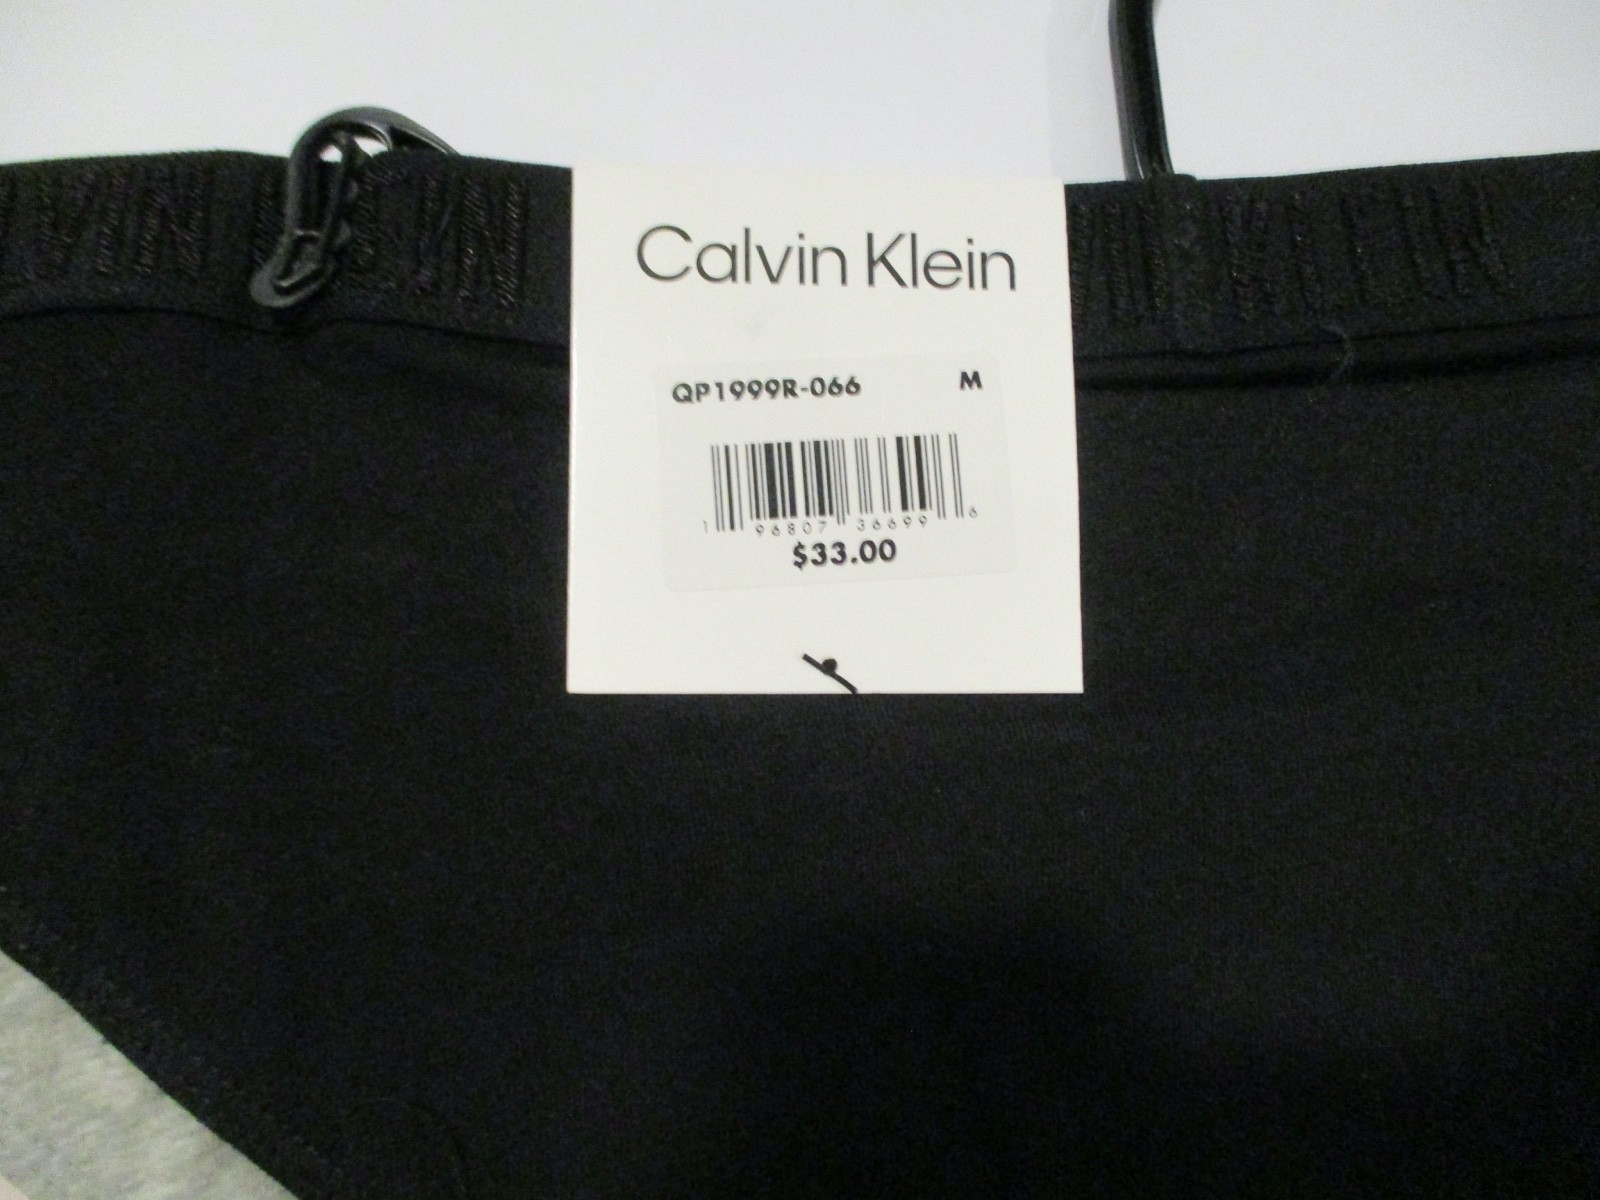 Calvin Klein
QP1999R-066 M
1 96807 36699 6
$33.00